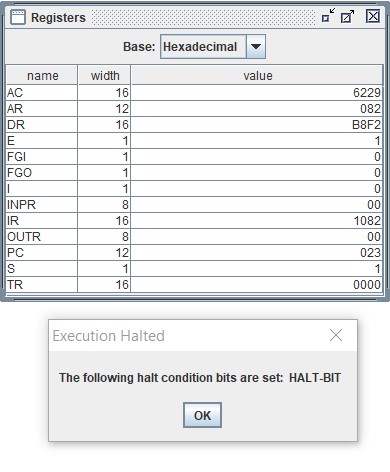 Registers
Base: Hexadecimal
name width value
AC 16 6229
AR 12 082
DR 16 B8F2
E 1 1
FGI 1 0
FGO 1 0
I 1 0
INPR 8 00
IR 16 1082
OUTR 8 00
PC 12 023
S 1 1
TR 16 0000
Execution Halted
The following halt condition bits are set: HALT-BIT
OK